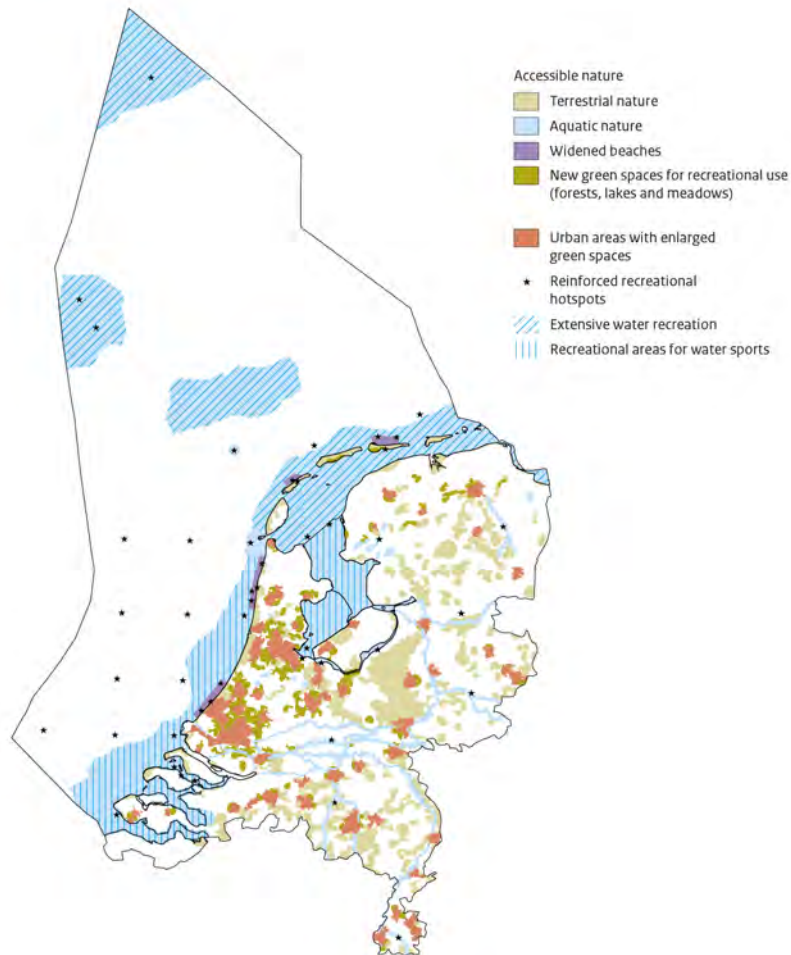 Accessible nature
Terrestrial nature
Aquatic nature
Widened beaches
New green spaces for recreational use
(forests, lakes and meadows)
Urban areas with enlarged
green spaces
Reinforced recreational
hotspots
Extensive water recreation
Recreational areas for water sports